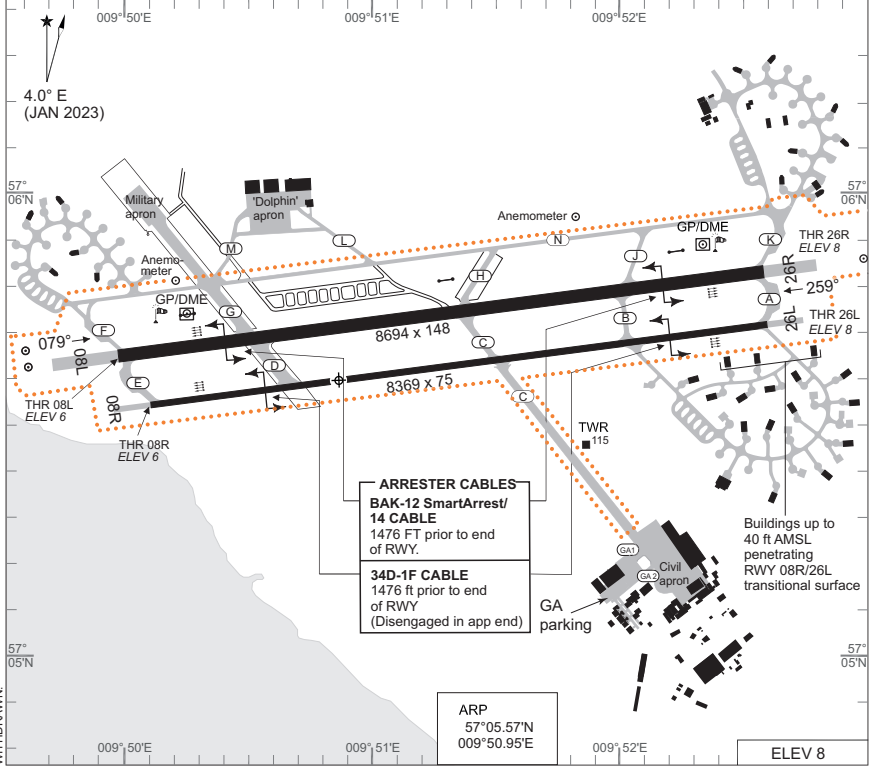 009°50'E
009°51'E
009°52'E
4.0° E
(JAN 2023)
57°
06'N
57°
06'N
Military
apron
'Dolphin'
apron
Anemometer
GP/DME
M
L
N
J
K
THR 26R
ELEV 8
Anemo-
meter
H
26R
GP/DME
259°
A
G
THR 26L
ELEV 8
F
079°
B
26L
08L
8694 x 148
C
D
E
8369 x 75
THR 08L
ELEV 6
08R
C
THR 08R
ELEV 6
TWR
115
ARRESTER CABLES
BAK-12 SmartArrest/
14 CABLE
1476 FT prior to end
of RWY.
34D-1F CABLE
1476 ft prior to end
of RWY
(Disengaged in app end)
Buildings up to
40 ft AMSL
penetrating
RWY 08R/26L
transitional surface
GA1
GA 2
Civil
apron
GA
parking
57°
05'N
57°
05'N
ARP
57°05.57'N
009°50.95'E
009°50'E
009°51'E
009°52'E
ELEV 8